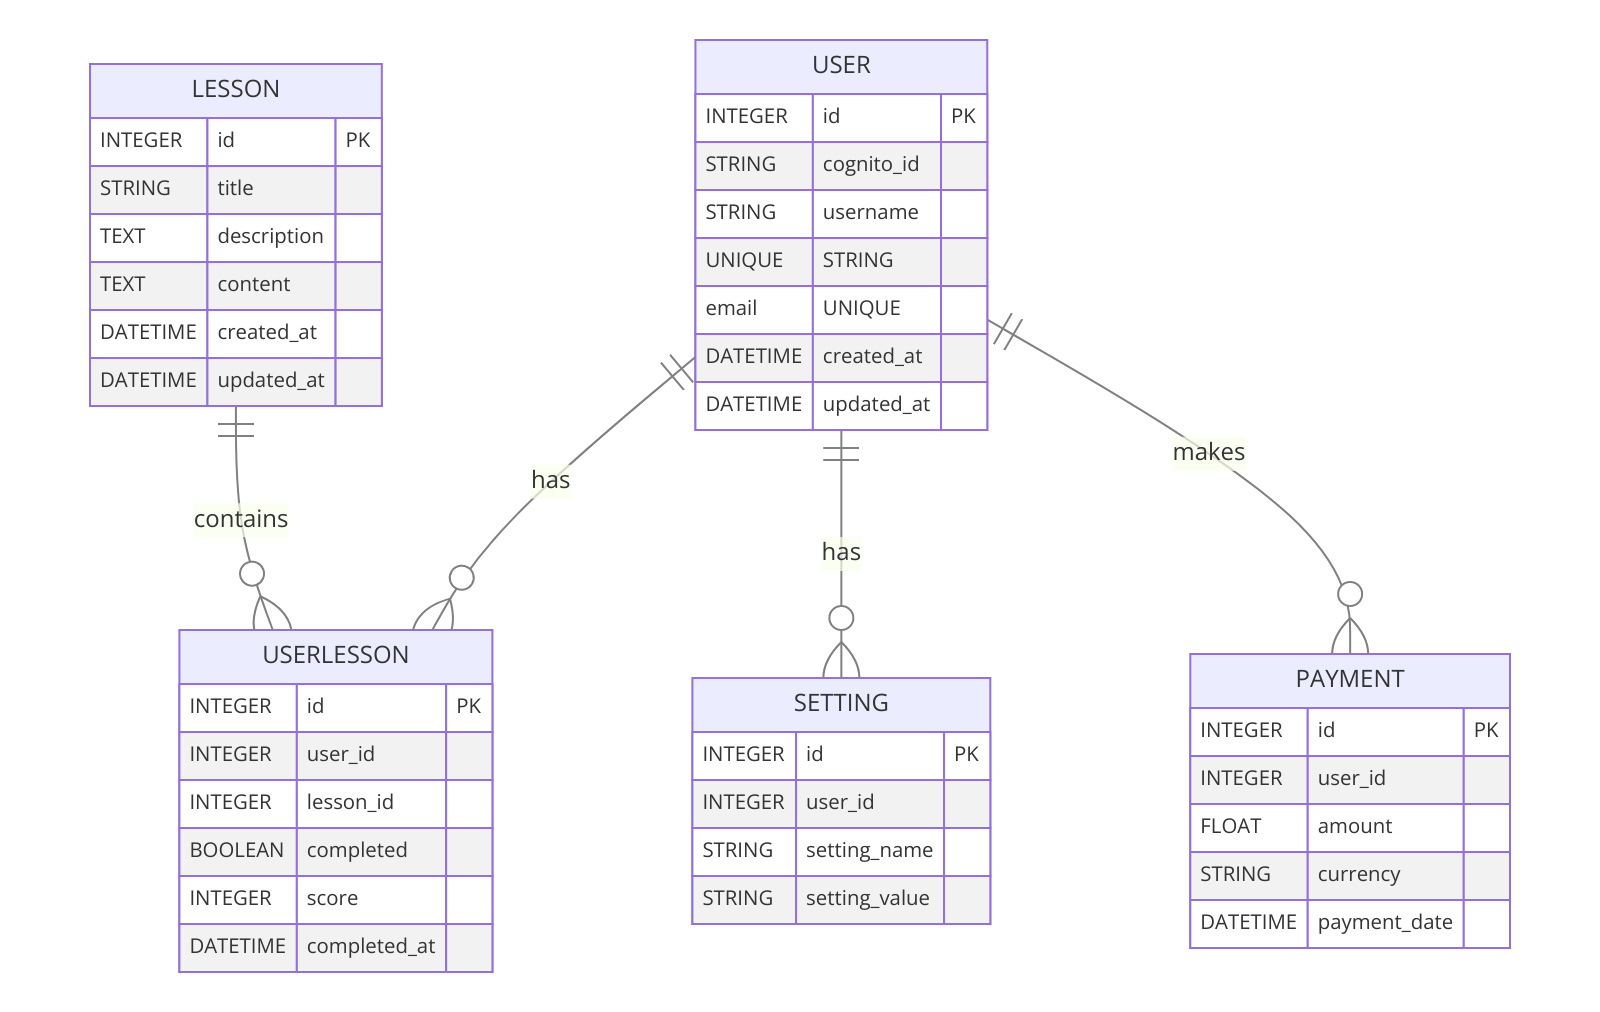 LESSON
INTEGER id PK
STRING title
TEXT description
TEXT content
DATETIME created_at
DATETIME updated_at
USER
INTEGER id PK
STRING cognito_id
STRING username
UNIQUE STRING
email UNIQUE
DATETIME created_at
DATETIME updated_at
contains
has
has
makes
USERLESSON
INTEGER id PK
INTEGER user_id
INTEGER lesson_id
BOOLEAN completed
INTEGER score
DATETIME completed_at
SETTING
INTEGER id PK
INTEGER user_id
STRING setting_name
STRING setting_value
PAYMENT
INTEGER id PK
INTEGER user_id
FLOAT amount
STRING currency
DATETIME payment_date